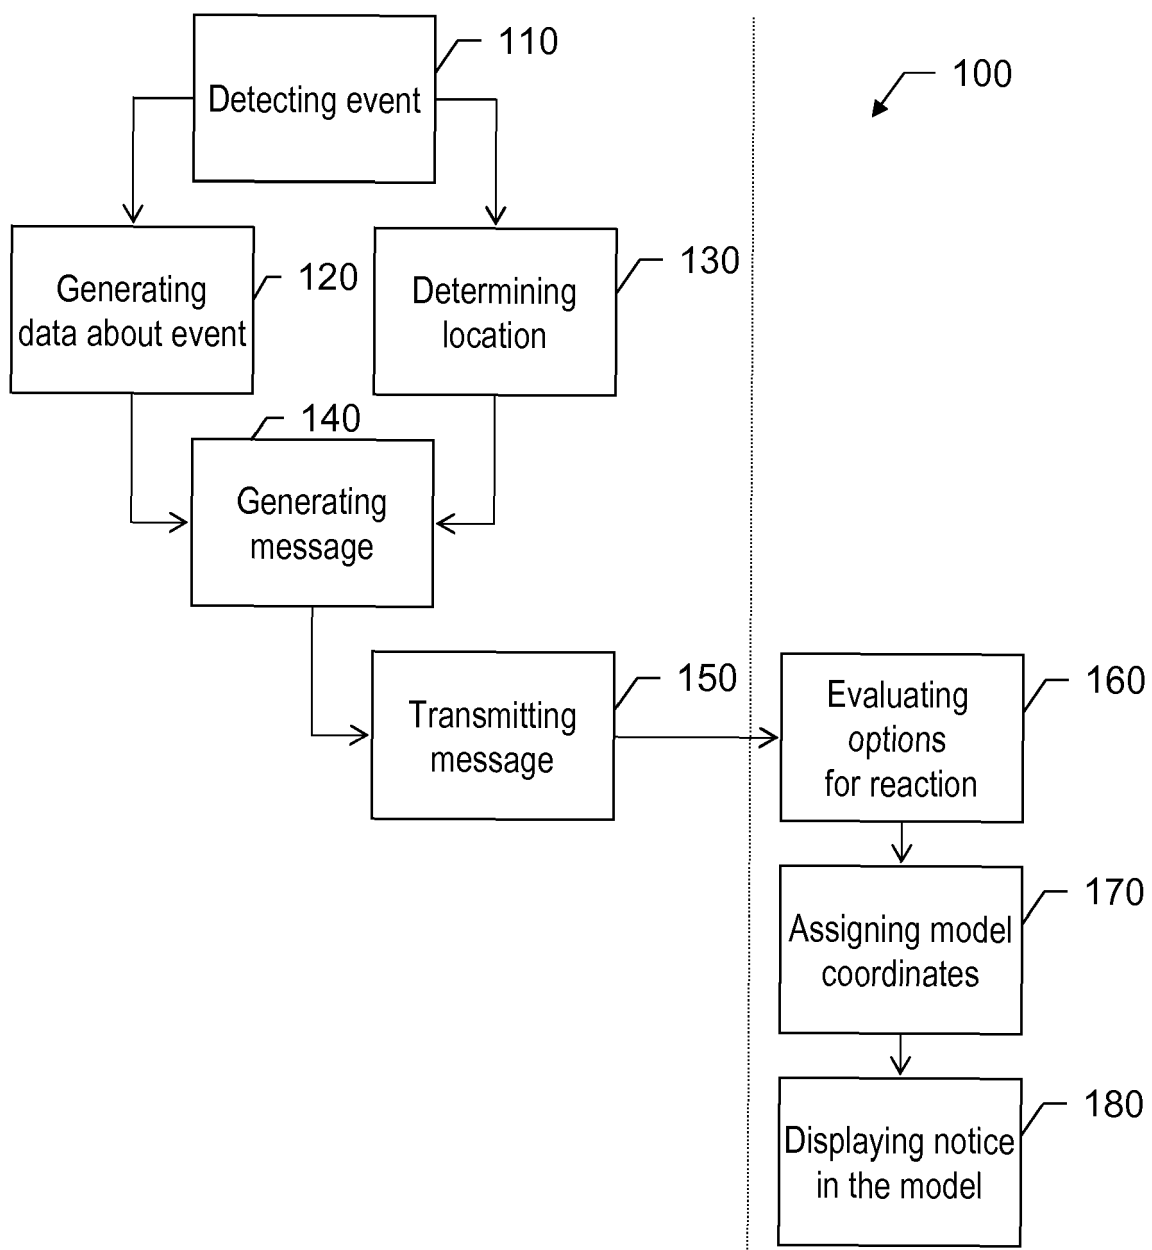 110
Detecting event
100
120
Generating
data about event
130
Determining
location
140
Generating
message
150
Transmitting
message
160
Evaluating
options
for reaction
170
Assigning model
coordinates
180
Displaying notice
in the model